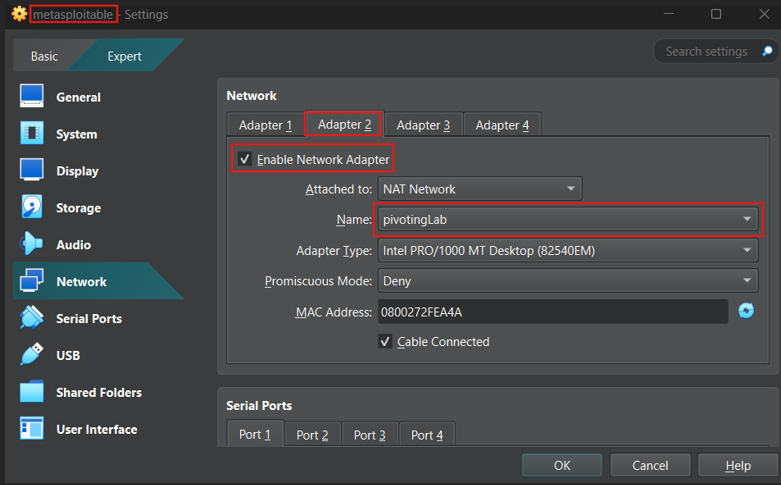 metasploitable - Settings
Basic
Expert
Search settings
General
System
Display
Storage
Audio
Network
Serial Ports
USB
Shared Folders
User Interface
Network
Adapter 1
Adapter 2
Adapter 3
Adapter 4
Enable Network Adapter
Attached to: NAT Network
Name: pivotingLab
Adapter Type: Intel PRO/1000 MT Desktop (82540EM)
Promiscuous Mode: Deny
MAC Address: 0800272FEA4A
Cable Connected
Serial Ports
Port 1
Port 2
Port 3
Port 4
OK
Cancel
Help